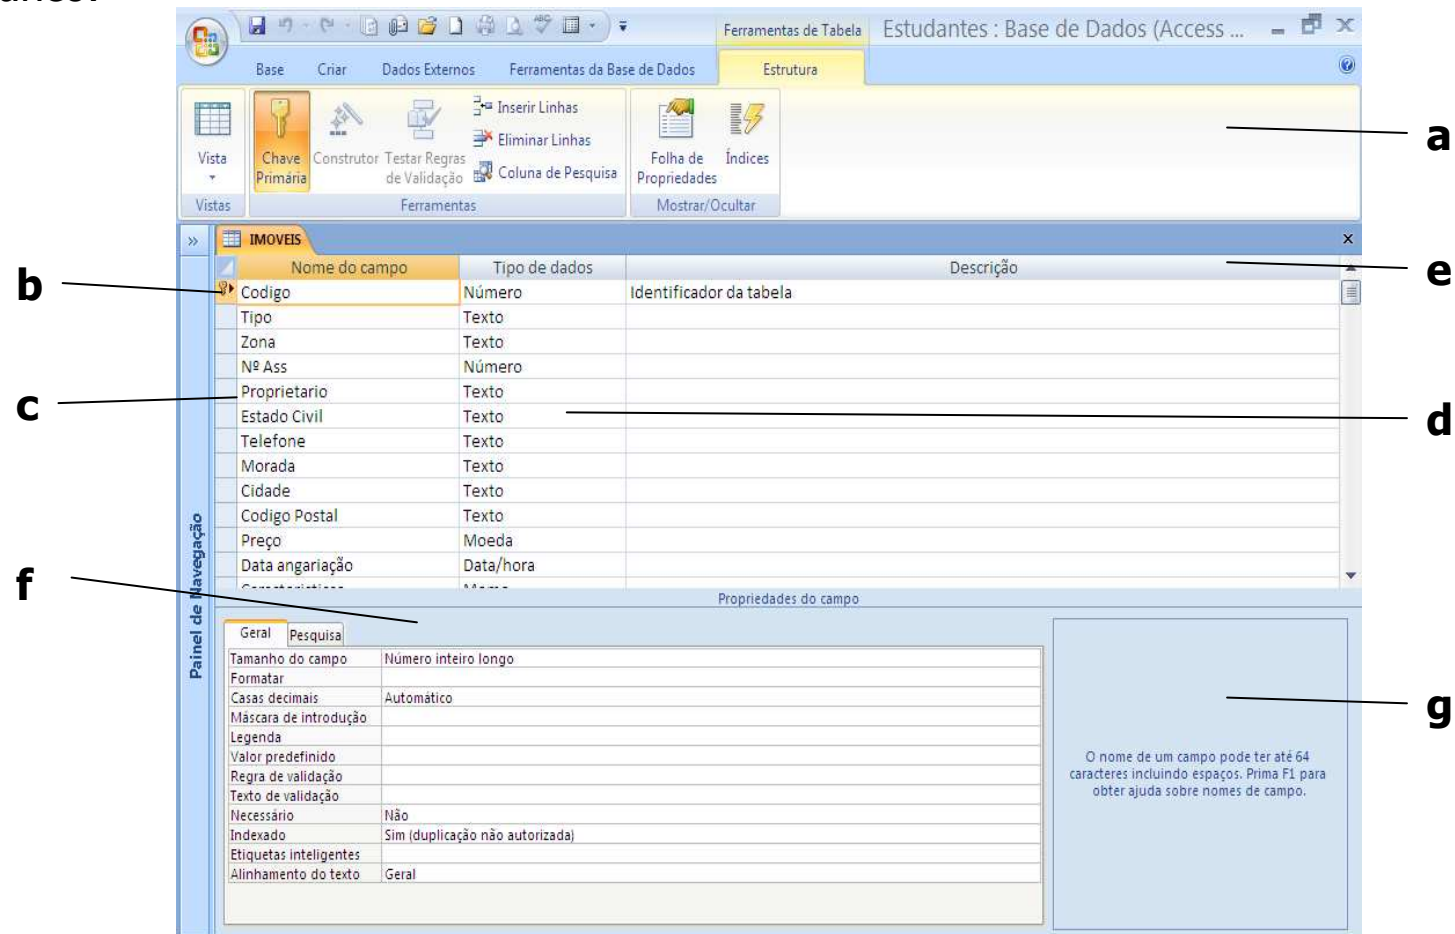 Ferramentas de Tabela
Estudantes : Base de Dados (Access ...
Base Criar Dados Externos Ferramentas da Base de Dados Estrutura
Vista
Chave Primária
Construtor
Testar Regras de Validação
Inserir Linhas
Eliminar Linhas
Coluna de Pesquisa
Folha de Propriedades
Índices
Vistas Ferramentas Mostrar/Ocultar
a
IMOVEIS
Nome do campo Tipo de dados Descrição
e
b
Codigo Número Identificador da tabela
Tipo Texto
Zona Texto
Nº Ass Número
Proprietario Texto
c
Estado Civil Texto
d
Telefone Texto
Morada Texto
Cidade Texto
Codigo Postal Texto
Preço Moeda
Data angariação Data/hora
f
Painel de Navegação
Propriedades do campo
Geral Pesquisa
Tamanho do campo Número inteiro longo
Formatar
Casas decimais Automático
Máscara de introdução
Legenda
Valor predefinido
Regra de validação
Texto de validação
Necessário Não
Indexado Sim (duplicação não autorizada)
Etiquetas inteligentes
Alinhamento do texto Geral
g
O nome de um campo pode ter até 64
caracteres incluindo espaços. Prima F1 para
obter ajuda sobre nomes de campo.